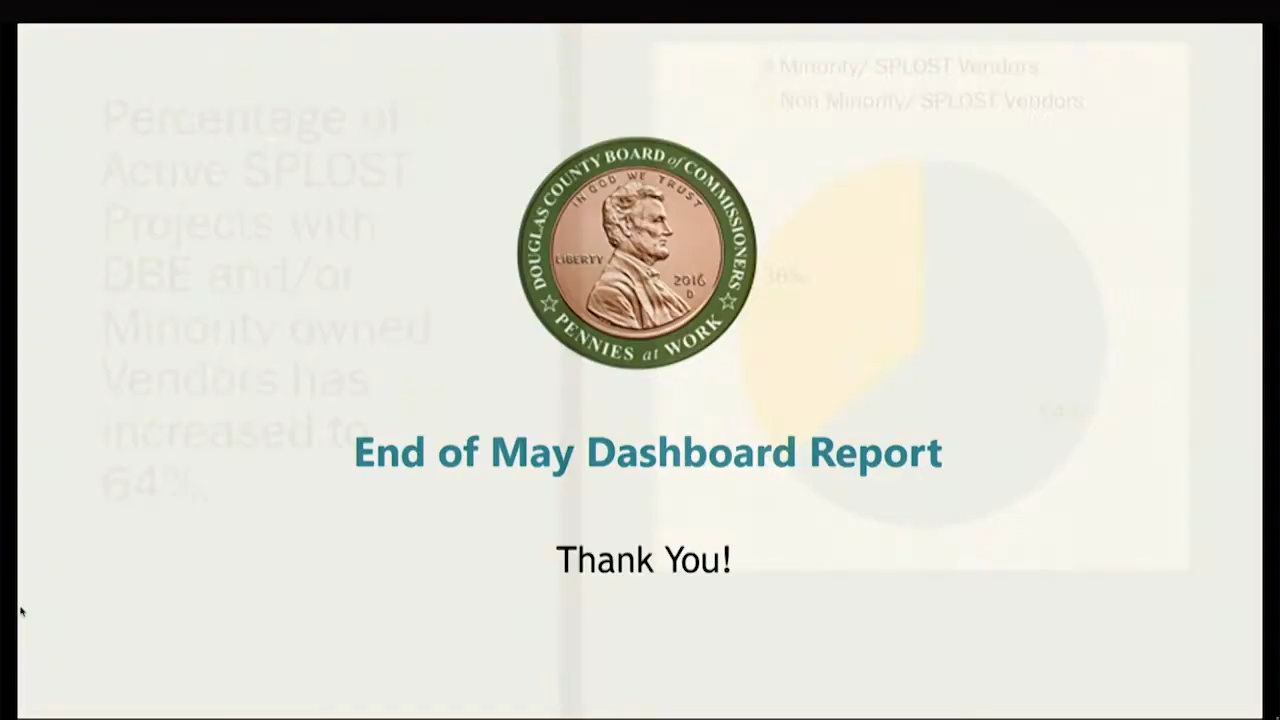 Minority/ SPLOST Vendors
Non Minority/ SPLOST Vendors
Percentage of
Active SPLOST
Projects with
DBE and/or
Minority owned
Vendors has
increased to
64%.
36%
64%
DOUGLAS COUNTY BOARD of COMMISSIONERS
IN GOD WE TRUST
LIBERTY
2016
D
PENNIES at WORK
End of May Dashboard Report
Thank You!